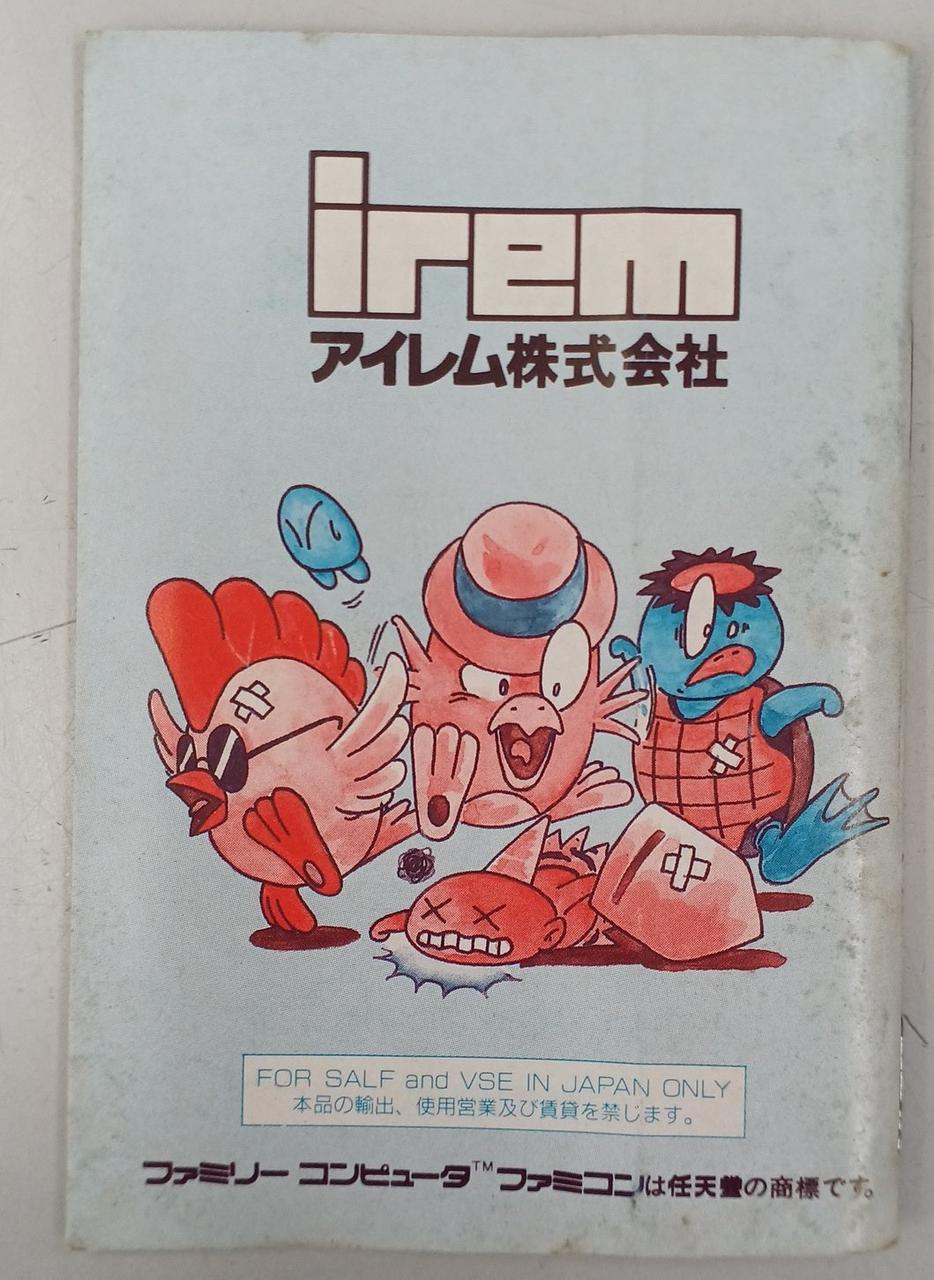 irem
アイレム株式会社
FOR SALF and VSE IN JAPAN ONLY
本品の輸出、使用営業及び賃貸を禁じます。
ファミリー コンピュータ™ ファミコンは任天堂の商標です。